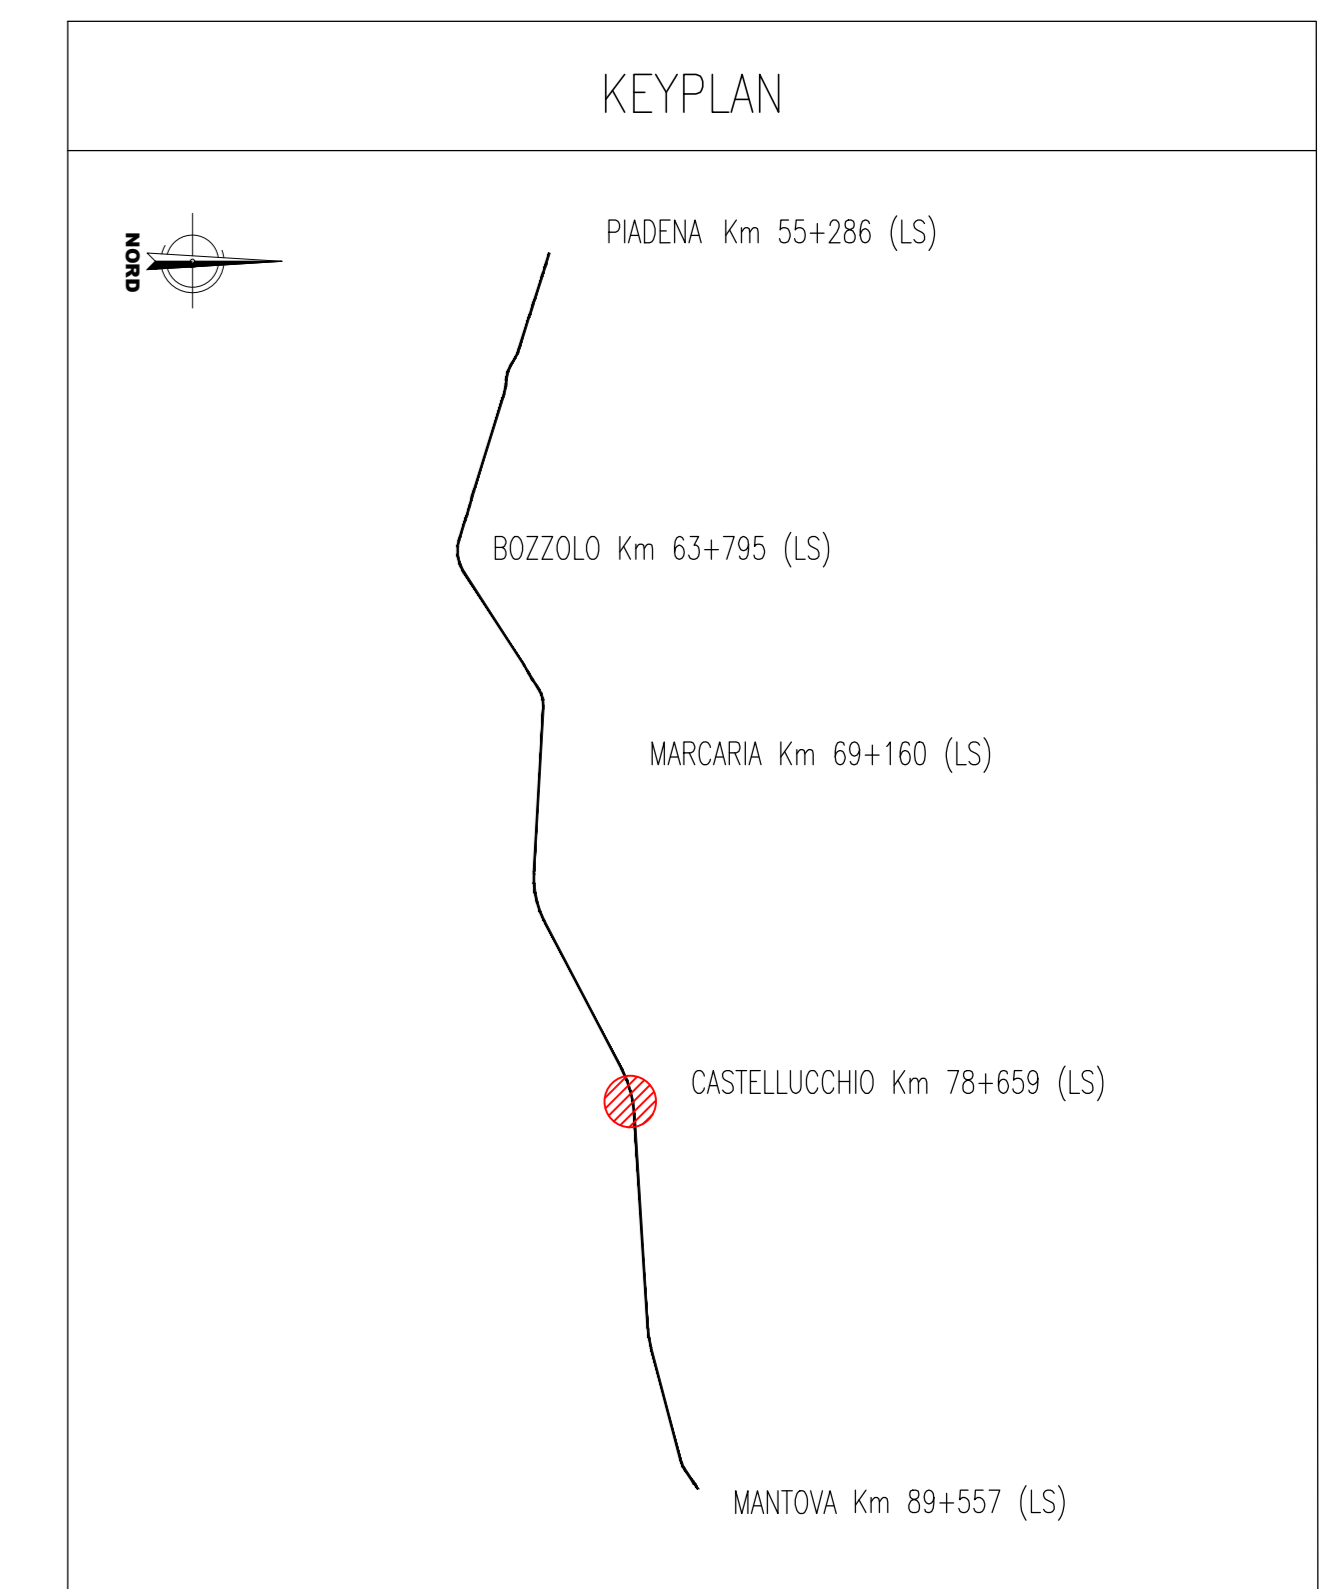 KEYPLAN
NORD
PIADENA Km 55+286 (LS)
BOZZOLO Km 63+795 (LS)
MARCARIA Km 69+160 (LS)
CASTELLUCCHIO Km 78+659 (LS)
MANTOVA Km 89+557 (LS)